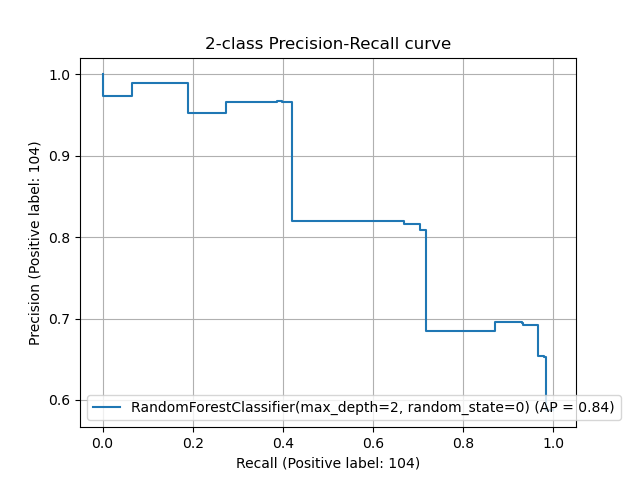 2-class Precision-Recall curve
1.0
0.9
0.8
0.7
0.6
Precision (Positive label: 104)
RandomForestClassifier(max_depth=2, random_state=0) (AP = 0.84)
0.0 0.2 0.4 0.6 0.8 1.0
Recall (Positive label: 104)